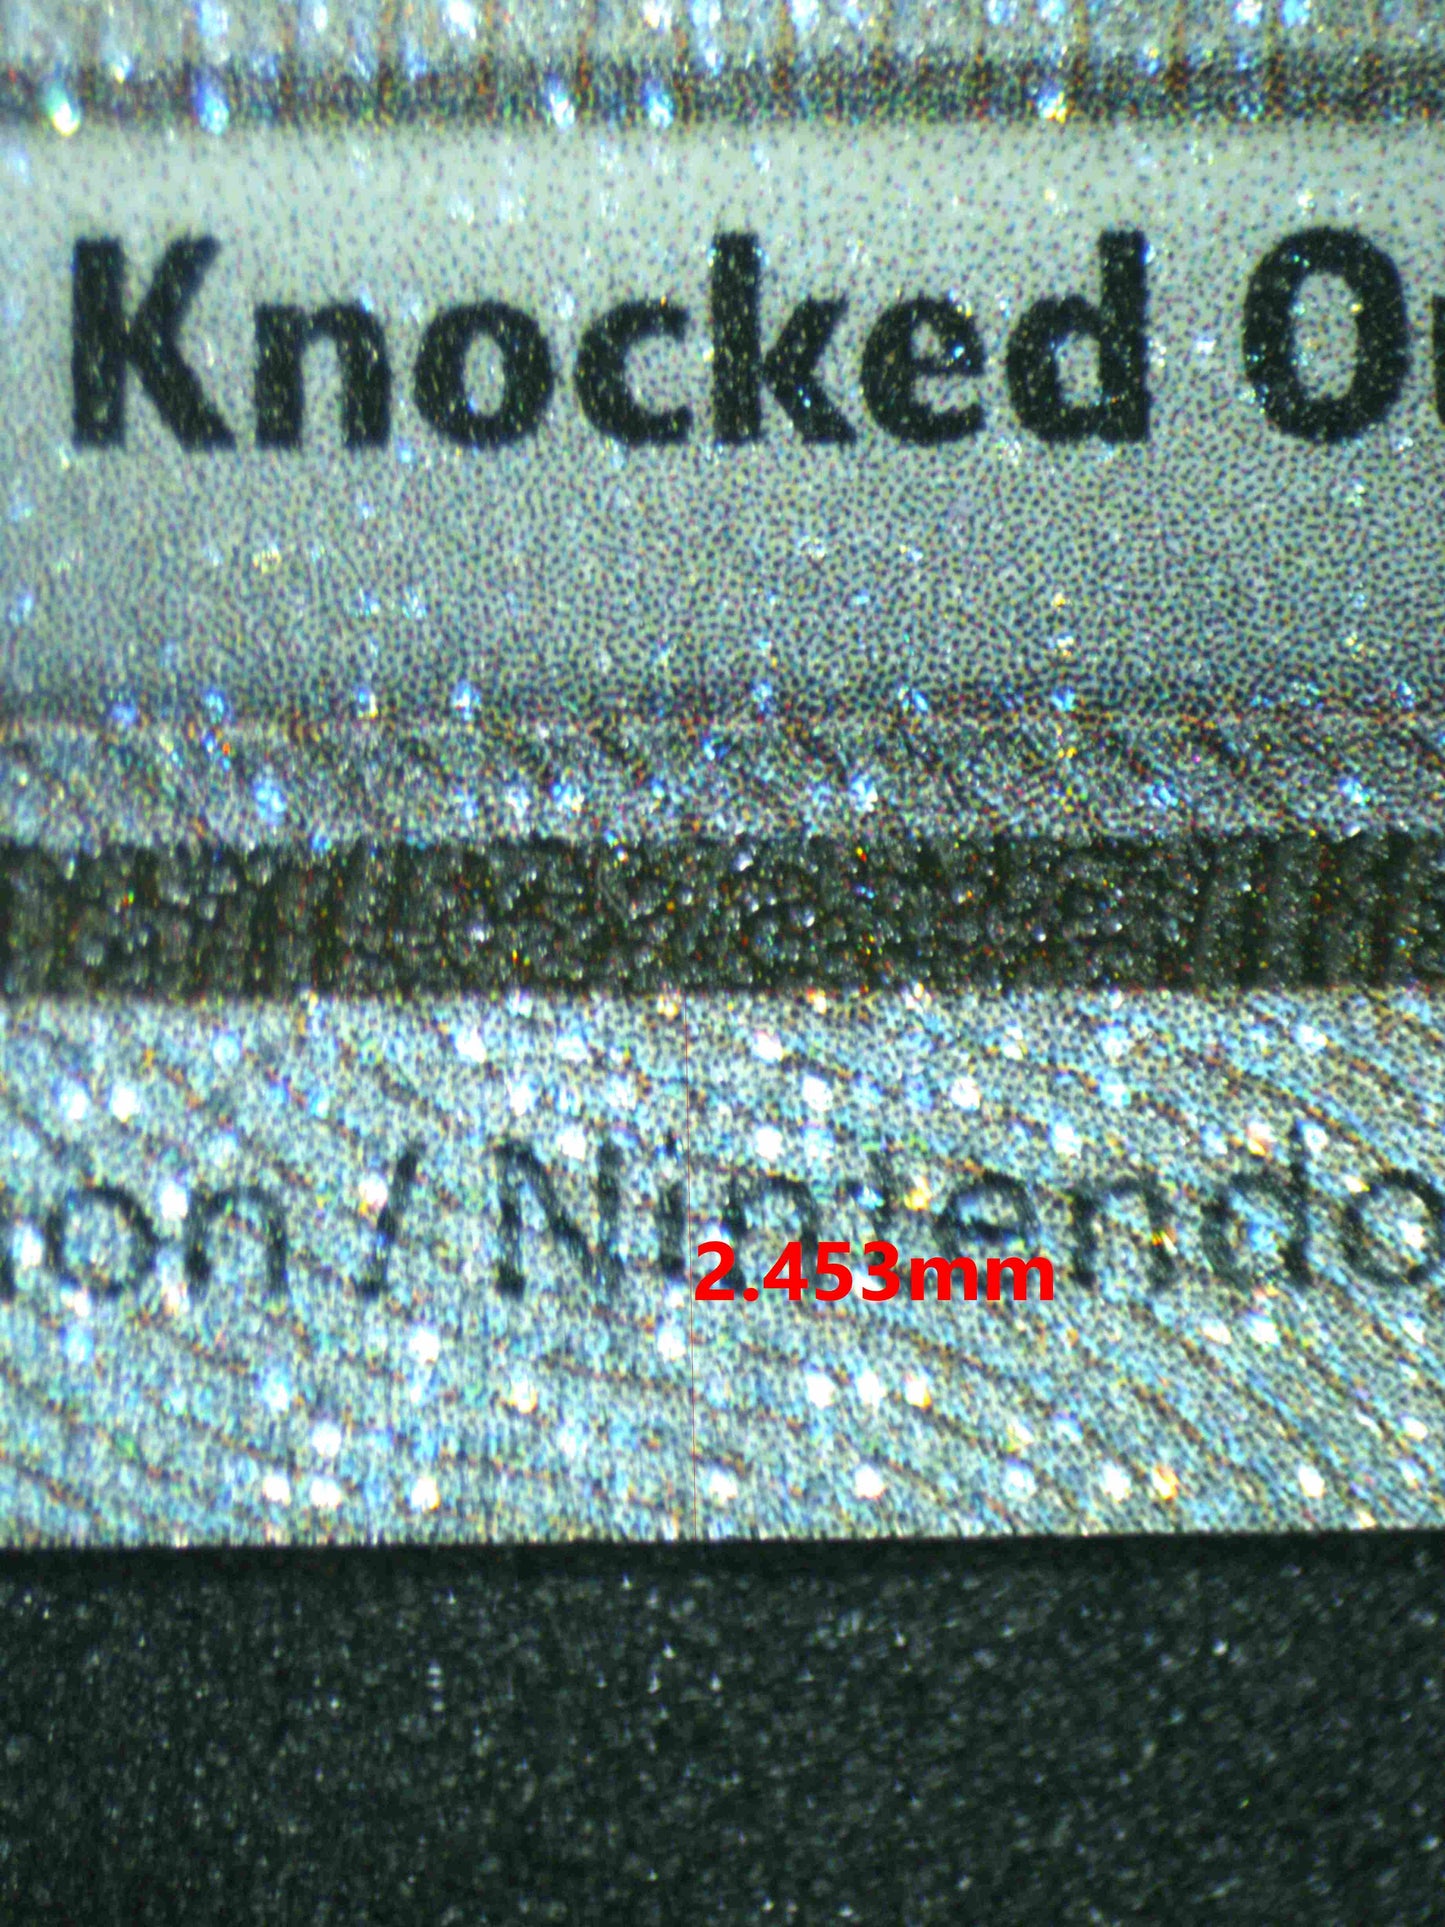 Knocked O
on / Nintendo
2.453mm